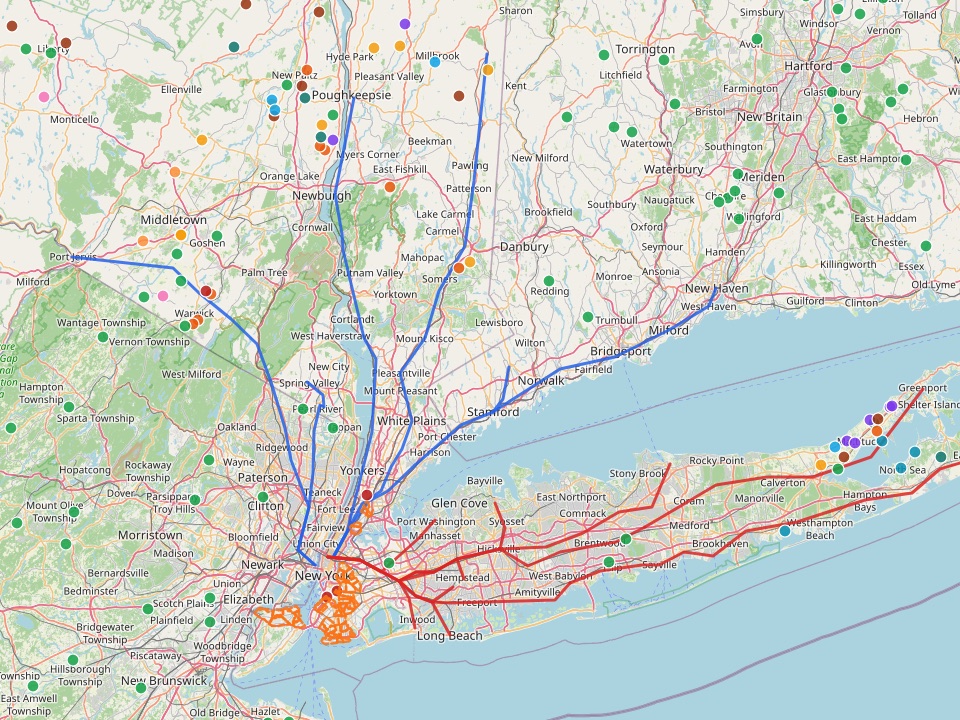 Sharon
Simsbury
Windsor
Tolland
Vernon
Liberty
Hyde Park
Millbrook
Torrington
Avon
Hartford
New Paltz
Pleasant Valley
Litchfield
Ellenville
Poughkeepsie
Kent
Farmington
Glastonbury
Monticello
Bristol
New Britain
Hebron
Beekman
Watertown
Southington
Myers Corner
New Milford
East Hampton
Orange Lake
East Fishkill
Pawling
Waterbury
Meriden
Newburgh
Patterson
Naugatuck
Cheshire
Southbury
Middletown
Lake Carmel
Brookfield
Wallingford
East Haddam
Cornwall
Carmel
Oxford
Goshen
Danbury
Seymour
Hamden
Chester
Port Jervis
Mahopac
Palm Tree
Putnam Valley
Somers
Monroe
Ansonia
Killingworth
Essex
Milford
Yorktown
Redding
New Haven
Old Lyme
Warwick
West Haven
Guilford
Clinton
Wantage Township
Cortlandt
Lewisboro
Trumbull
Milford
Vernon Township
West Haverstraw
Mount Kisco
Wilton
Bridgeport
New City
Fairfield
West Milford
Spring Valley
Pleasantville
Norwalk
Hampton
Township
Mount Pleasant
Greenport
Sparta Township
Pearl River
Tappan
White Plains
Stamford
Shelter Island
Oakland
Port Chester
Ridgewood
Harrison
Rockaway
Township
Wayne
Yonkers
Rocky Point
Hopatcong
Paterson
Stony Brook
North Sea
Dover
Parsippany-
Troy Hills
Teaneck
Bayville
Calverton
Clifton
Fort Lee
Glen Cove
East Northport
Coram
Manorville
Hampton
Bays
Mount Olive
Township
Port Washington
Syosset
Commack
Fairview
Medford
Westhampton
Beach
Morristown
Bloomfield
Manhasset
Union City
Hicksville
Brentwood
Brookhaven
Madison
Newark
New York
Hempstead
West Babylon
Islip
Sayville
Bernardsville
Union
Amityville
Bedminster
Elizabeth
Freeport
Scotch Plains
Plainfield
Linden
Inwood
Bridgewater
Township
Long Beach
Woodbridge
Township
Piscataway
Hillsborough
Township
New Brunswick
East Amwell
Township
Old Bridge
Hazlet